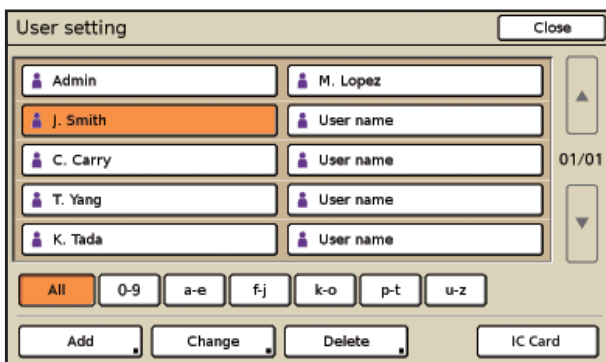 User setting
Close
Admin
M. Lopez
J. Smith
User name
C. Carry
User name
01/01
T. Yang
User name
K. Tada
User name
All 0-9 a-e f-j k-o p-t u-z
Add Change Delete IC Card